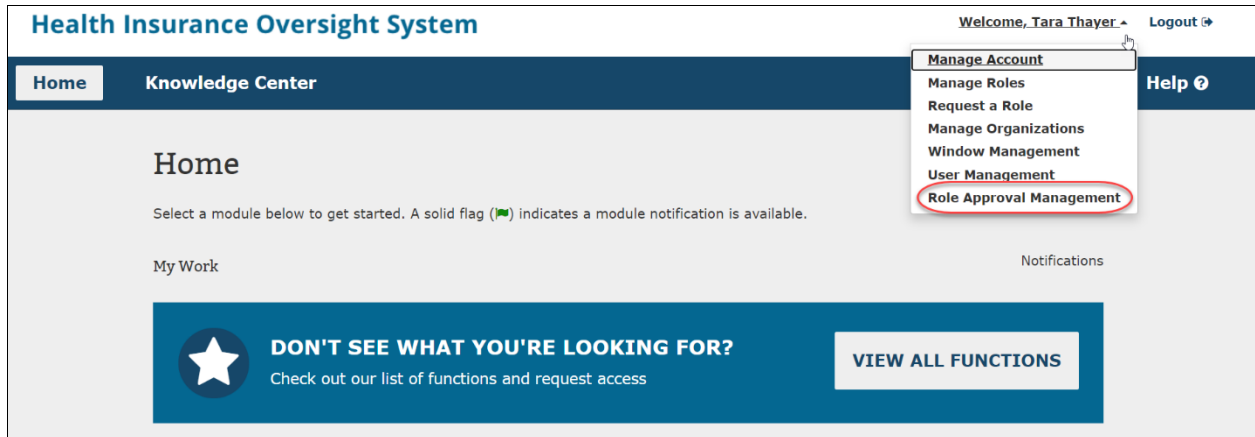 Health Insurance Oversight System
Welcome, Tara Thayer
Logout
Manage Account
Manage Roles
Request a Role
Manage Organizations
Window Management
User Management
Role Approval Management
Home
Knowledge Center
Help
Home
Select a module below to get started. A solid flag ( ) indicates a module notification is available.
My Work
Notifications
DON'T SEE WHAT YOU'RE LOOKING FOR?
Check out our list of functions and request access
VIEW ALL FUNCTIONS